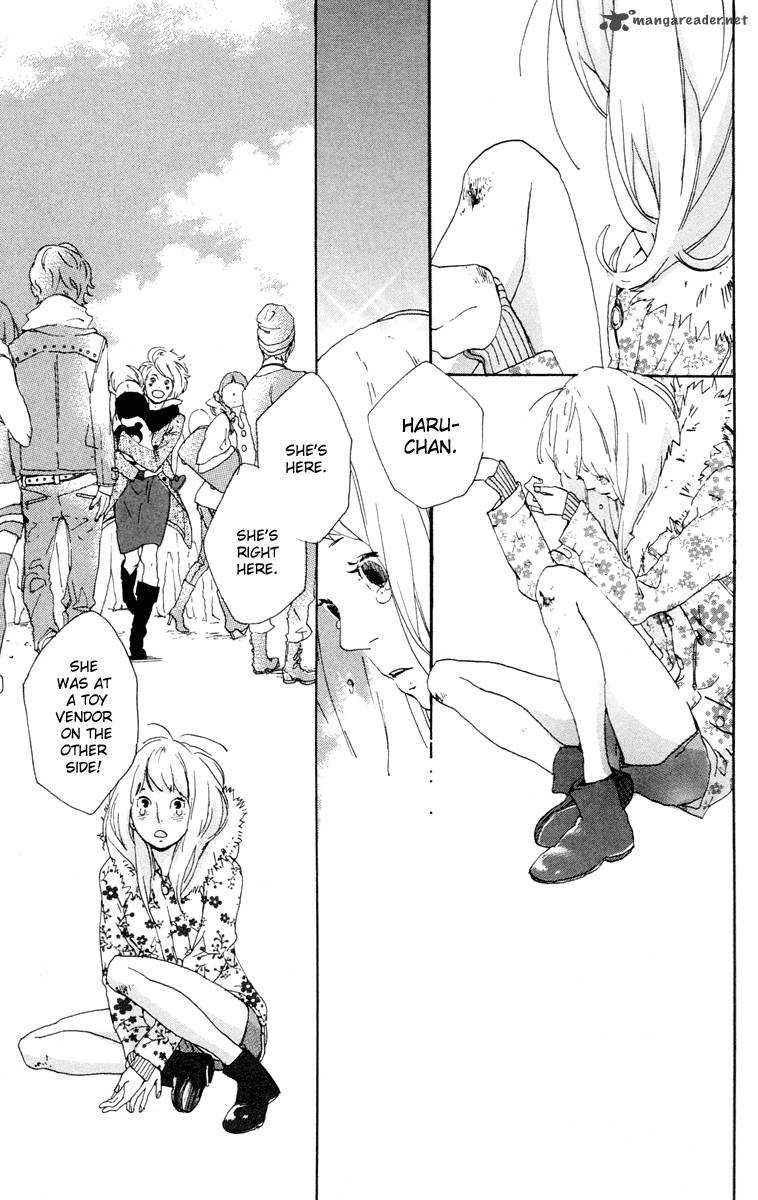 mangareader.net
HARU-
CHAN.
SHE'S
HERE.
SHE'S
RIGHT
HERE.
SHE
WAS AT
A TOY
VENDOR
ON THE
OTHER
SIDE!